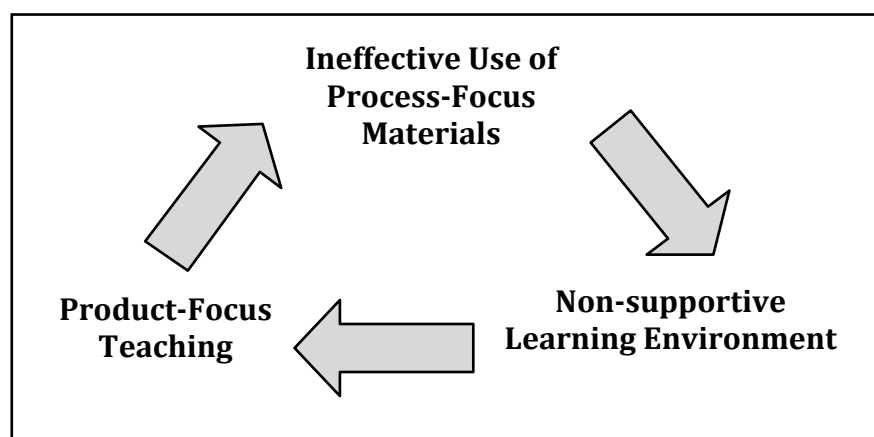 Ineffective Use of
Process-Focus
Materials
Product-Focus
Teaching
Non-supportive
Learning Environment